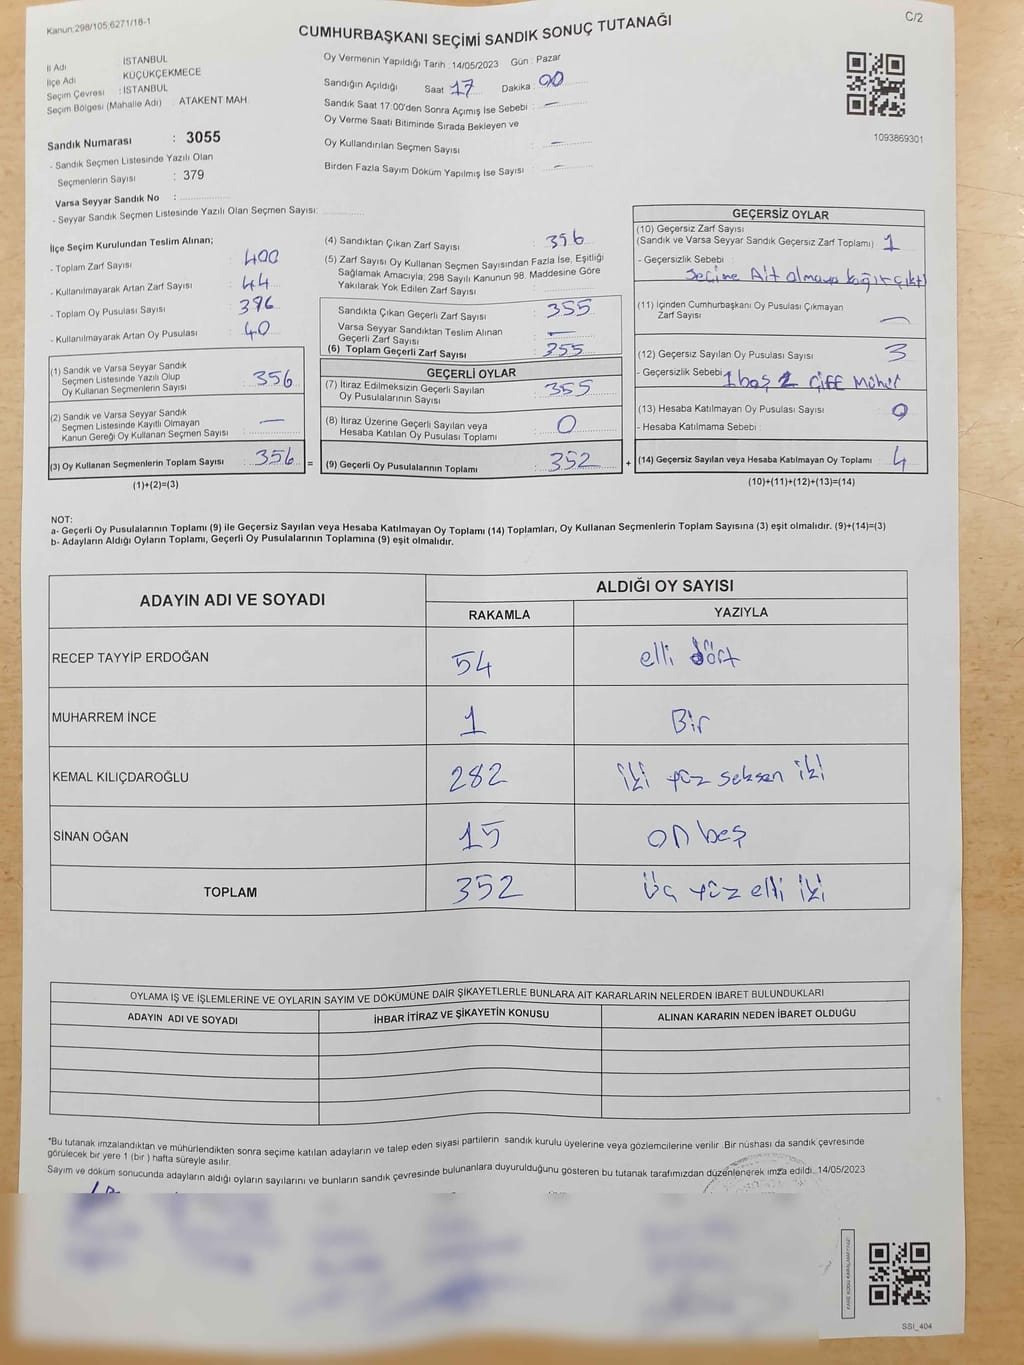 Kanun:298/105;6271/18-1
C/2
CUMHURBAŞKANI SEÇİMİ SANDIK SONUÇ TUTANAĞI
İl Adı : İSTANBUL
İlçe Adı : KÜÇÜKÇEKMECE
Seçim Çevresi : İSTANBUL
Seçim Bölgesi (Mahalle Adı) : ATAKENT MAH.
Sandık Numarası : 3055
- Sandık Seçmen Listesinde Yazılı Olan
Seçmenlerin Sayısı : 379
Varsa Seyyar Sandık No :
- Seyyar Sandık Seçmen Listesinde Yazılı Olan Seçmen Sayısı:
Oy Vermenin Yapıldığı Tarih : 14/05/2023 Gün : Pazar
Sandığın Açıldığı Saat 17 Dakika : 00
Sandık Saat 17:00'den Sonra Açımış İse Sebebi : —
Oy Verme Saati Bitiminde Sırada Bekleyen ve
Oy Kullandırılan Seçmen Sayısı : —
Birden Fazla Sayım Döküm Yapılmış İse Sayısı : —
1093869301
İlçe Seçim Kurulundan Teslim Alınan;
- Toplam Zarf Sayısı : 400
- Kullanılmayarak Artan Zarf Sayısı : 44
- Toplam Oy Pusulası Sayısı : 396
- Kullanılmayarak Artan Oy Pusulası : 40
(1) Sandık ve Varsa Seyyar Sandık
Seçmen Listesinde Yazılı Olup
Oy Kullanan Seçmenlerin Sayısı : 356
(2) Sandık ve Varsa Seyyar Sandık
Seçmen Listesinde Kayıtlı Olmayan
Kanun Gereği Oy Kullanan Seçmen Sayısı : —
(3) Oy Kullanan Seçmenlerin Toplam Sayısı : 356 =
(1)+(2)=(3)
(4) Sandıktan Çıkan Zarf Sayısı : 356
(5) Zarf Sayısı Oy Kullanan Seçmen Sayısından Fazla İse, Eşitliği
Sağlamak Amacıyla; 298 Sayılı Kanunun 98. Maddesine Göre
Yakılarak Yok Edilen Zarf Sayısı :
Sandıkta Çıkan Geçerli Zarf Sayısı : 355
Varsa Seyyar Sandıktan Teslim Alınan
Geçerli Zarf Sayısı : —
(6) Toplam Geçerli Zarf Sayısı : 355
GEÇERLİ OYLAR
(7) İtiraz Edilmeksizin Geçerli Sayılan
Oy Pusulalarının Sayısı : 355
(8) İtiraz Üzerine Geçerli Sayılan veya
Hesaba Katılan Oy Pusulası Toplamı : 0
(9) Geçerli Oy Pusulalarının Toplamı : 352 +
GEÇERSİZ OYLAR
(10) Geçersiz Zarf Sayısı
(Sandık ve Varsa Seyyar Sandık Geçersiz Zarf Toplamı) : 1
- Geçersizlik Sebebi :
Seçime Ait olmayan kağıt çıktı
(11) İçinden Cumhurbaşkanı Oy Pusulası Çıkmayan
Zarf Sayısı : —
(12) Geçersiz Sayılan Oy Pusulası Sayısı : 3
- Geçersizlik Sebebi : 1 boş 2 çift Mühür
(13) Hesaba Katılmayan Oy Pusulası Sayısı : 0
- Hesaba Katılmama Sebebi :
(14) Geçersiz Sayılan veya Hesaba Katılmayan Oy Toplamı : 4
(10)+(11)+(12)+(13)=(14)
NOT:
a- Geçerli Oy Pusulalarının Toplamı (9) ile Geçersiz Sayılan veya Hesaba Katılmayan Oy Toplamı (14) Toplamları, Oy Kullanan Seçmenlerin Toplam Sayısına (3) eşit olmalıdır. (9)+(14)=(3)
b- Adayların Aldığı Oyların Toplamı, Geçerli Oy Pusulalarının Toplamına (9) eşit olmalıdır.
ADAYIN ADI VE SOYADI ALDIĞI OY SAYISI
RAKAMLA YAZIYLA
RECEP TAYYİP ERDOĞAN 54 elli dört
MUHARREM İNCE 1 Bir
KEMAL KILIÇDAROĞLU 282 iki yüz seksen iki
SİNAN OĞAN 15 on beş
TOPLAM 352 üç yüz elli iki
OYLAMA İŞ VE İŞLEMLERİNE VE OYLARIN SAYIM VE DÖKÜMÜNE DAİR ŞİKAYETLERLE BUNLARA AİT KARARLARIN NELERDEN İBARET BULUNDUKLARI
ADAYIN ADI VE SOYADI İHBAR İTİRAZ VE ŞİKAYETİN KONUSU ALINAN KARARIN NEDEN İBARET OLDUĞU
*Bu tutanak imzalandıktan ve mühürlendikten sonra seçime katılan adayların ve talep eden siyasi partilerin sandık kurulu üyelerine veya gözlemcilerine verilir .Bir nüshası da sandık çevresinde
görülecek bir yere 1 (bir ) hafta süreyle asılır.
Sayım ve döküm sonucunda adayların aldığı oyların sayılarını ve bunların sandık çevresinde bulunanlara duyurulduğunu gösteren bu tutanak tarafımızdan düzenlenerek imza edildi. 14/05/2023
KARE KODU KARALAMAYINIZ!
SSI_404